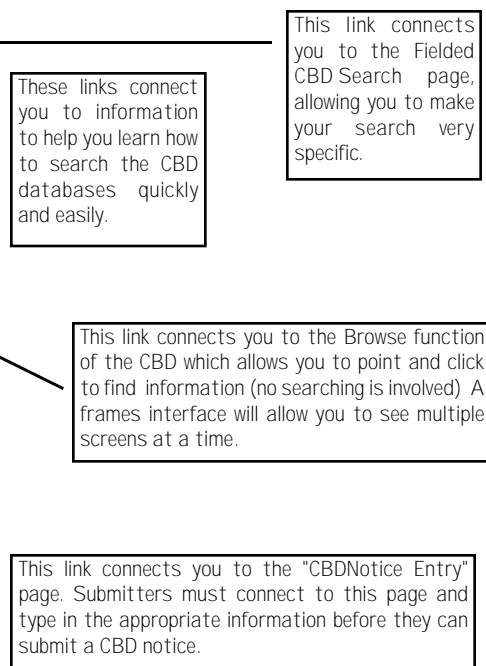 This link connects
you to the Fielded
CBD Search page,
allowing you to make
your search very
specific.
These links connect
you to information
to help you learn how
to search the CBD
databases quickly
and easily.
This link connects you to the Browse function
of the CBD which allows you to point and click
to find information (no searching is involved) A
frames interface will allow you to see multiple
screens at a time.
This link connects you to the "CBDNotice Entry"
page. Submitters must connect to this page and
type in the appropriate information before they can
submit a CBD notice.